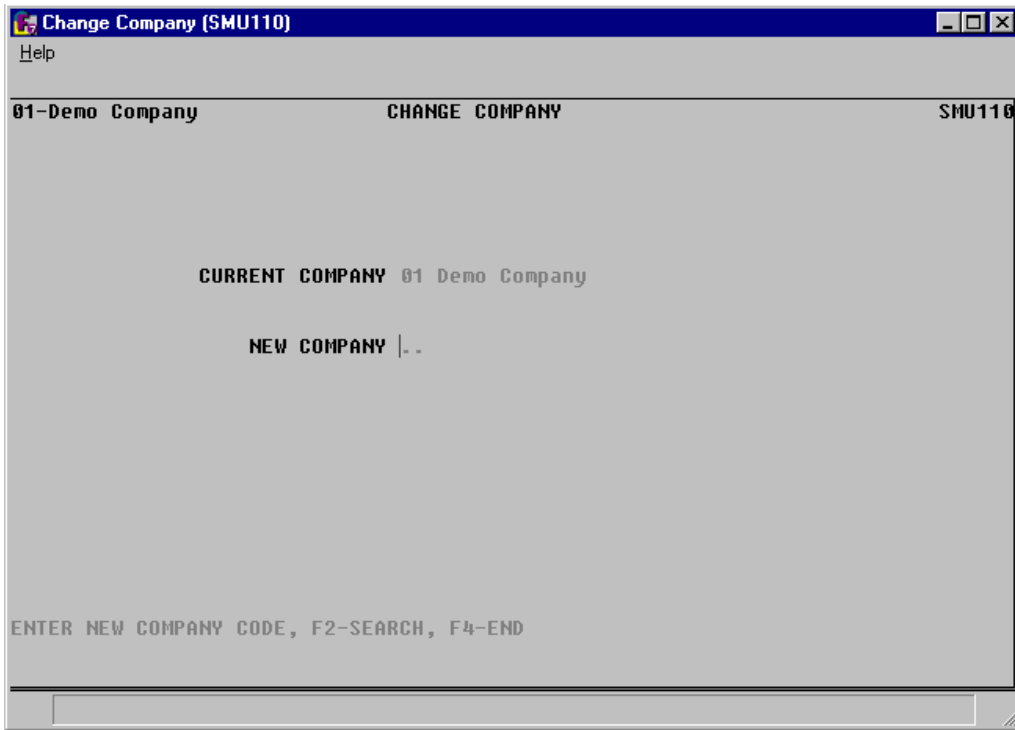 Change Company (SMU110)
Help
01-Demo Company CHANGE COMPANY SMU110
CURRENT COMPANY 01 Demo Company
NEW COMPANY ..
ENTER NEW COMPANY CODE, F2-SEARCH, F4-END